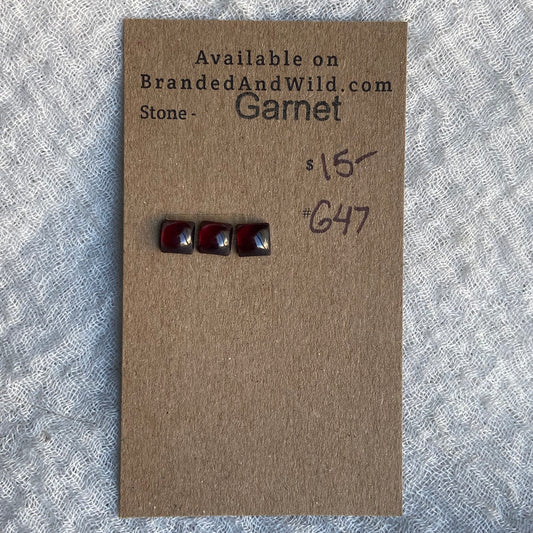 Available on
BrandedAndWild.com
Stone - Garnet
$ 15-
# G47